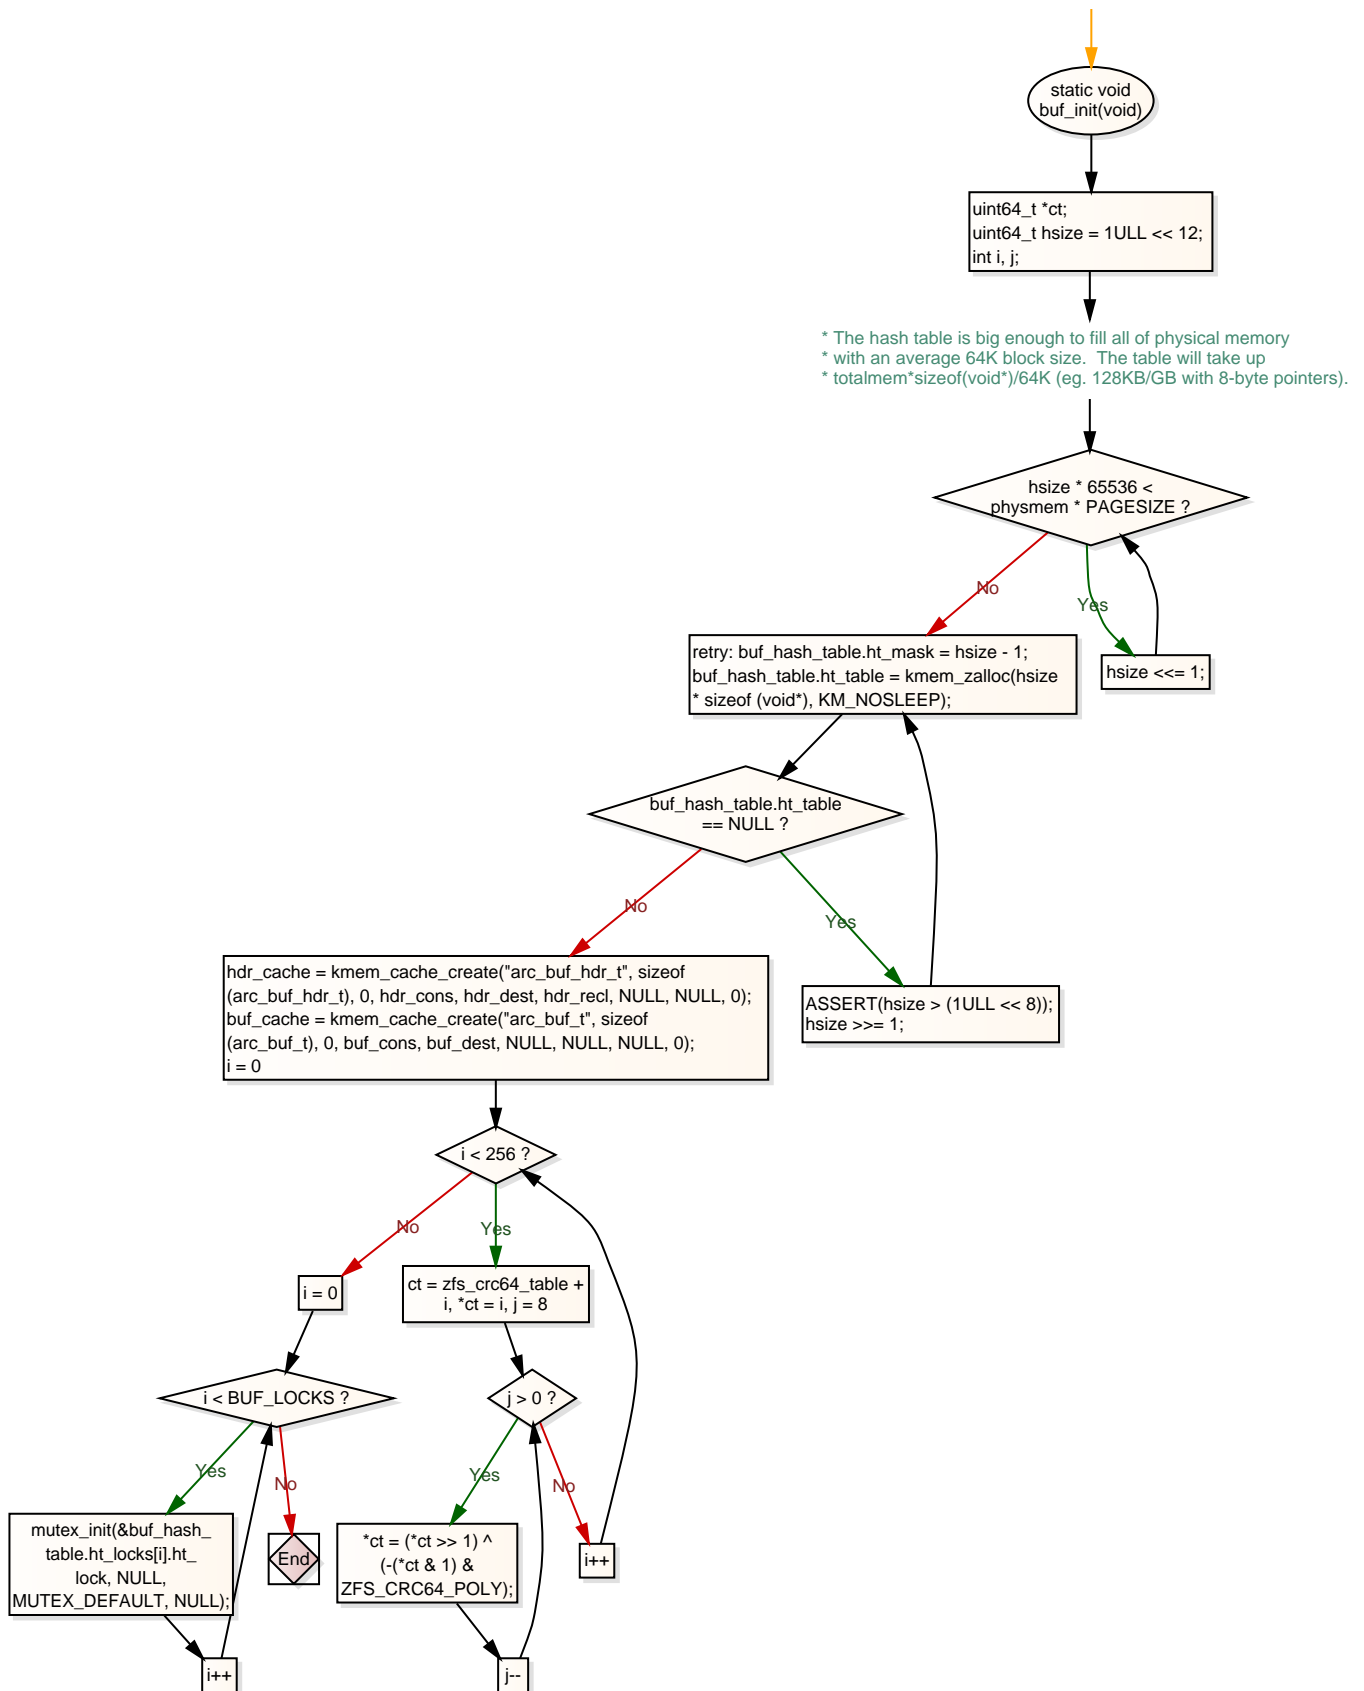 static void
buf_init(void)
uint64_t *ct;
uint64_t hsize = 1ULL << 12;
int i, j;
* The hash table is big enough to fill all of physical memory
* with an average 64K block size.  The table will take up
* totalmem*sizeof(void*)/64K (eg. 128KB/GB with 8-byte pointers).
hsize * 65536 <
physmem * PAGESIZE ?
No
Yes
retry: buf_hash_table.ht_mask = hsize - 1;
buf_hash_table.ht_table = kmem_zalloc(hsize
* sizeof (void*), KM_NOSLEEP);
hsize <<= 1;
buf_hash_table.ht_table
== NULL ?
No
Yes
hdr_cache = kmem_cache_create("arc_buf_hdr_t", sizeof
(arc_buf_hdr_t), 0, hdr_cons, hdr_dest, hdr_recl, NULL, NULL, 0);
buf_cache = kmem_cache_create("arc_buf_t", sizeof
(arc_buf_t), 0, buf_cons, buf_dest, NULL, NULL, NULL, 0);
i = 0
ASSERT(hsize > (1ULL << 8));
hsize >>= 1;
i < 256 ?
No
Yes
i = 0
ct = zfs_crc64_table +
i, *ct = i, j = 8
i < BUF_LOCKS ?
j > 0 ?
Yes
No
Yes
No
mutex_init(&buf_hash_
table.ht_locks[i].ht_
lock, NULL,
MUTEX_DEFAULT, NULL);
End
*ct = (*ct >> 1) ^
(-(*ct & 1) &
ZFS_CRC64_POLY);
i++
i++
j--